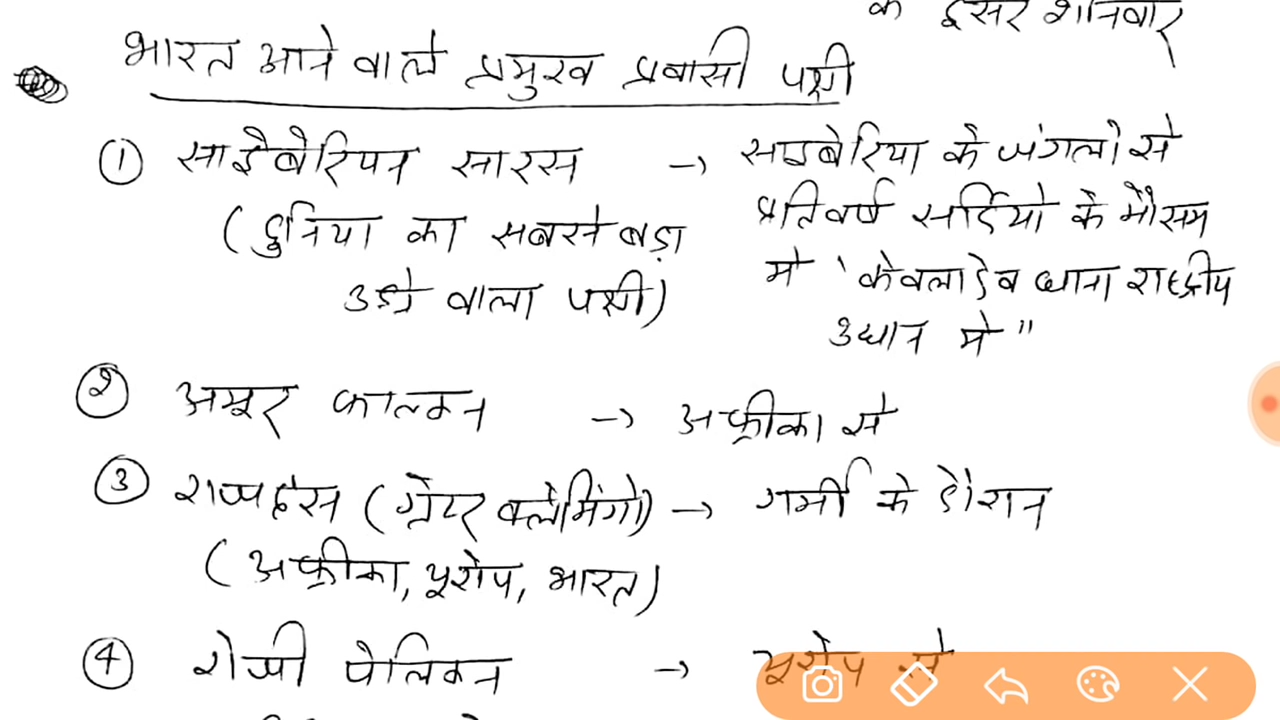 के दूसरे शनिवार
भारत आने वाले प्रमुख प्रवासी पक्षी
① साइबेरियन सारस → साइबेरिया के जंगलो से
(दुनिया का सबसे बड़ा प्रतिवर्ष सर्दियो के मौसम
उड़ने वाला पक्षी) मे 'केवलादेव घाना राष्ट्रीय
उधान मे"
② अमूर फाल्कन → अफ्रीका से
③ राजहंस (ग्रेटर फ्लेमिंगो) → गर्मी के दौरान
(अफ्रीका, यूरोप, भारत)
④ रोजी पेलिकन → यूरोप से